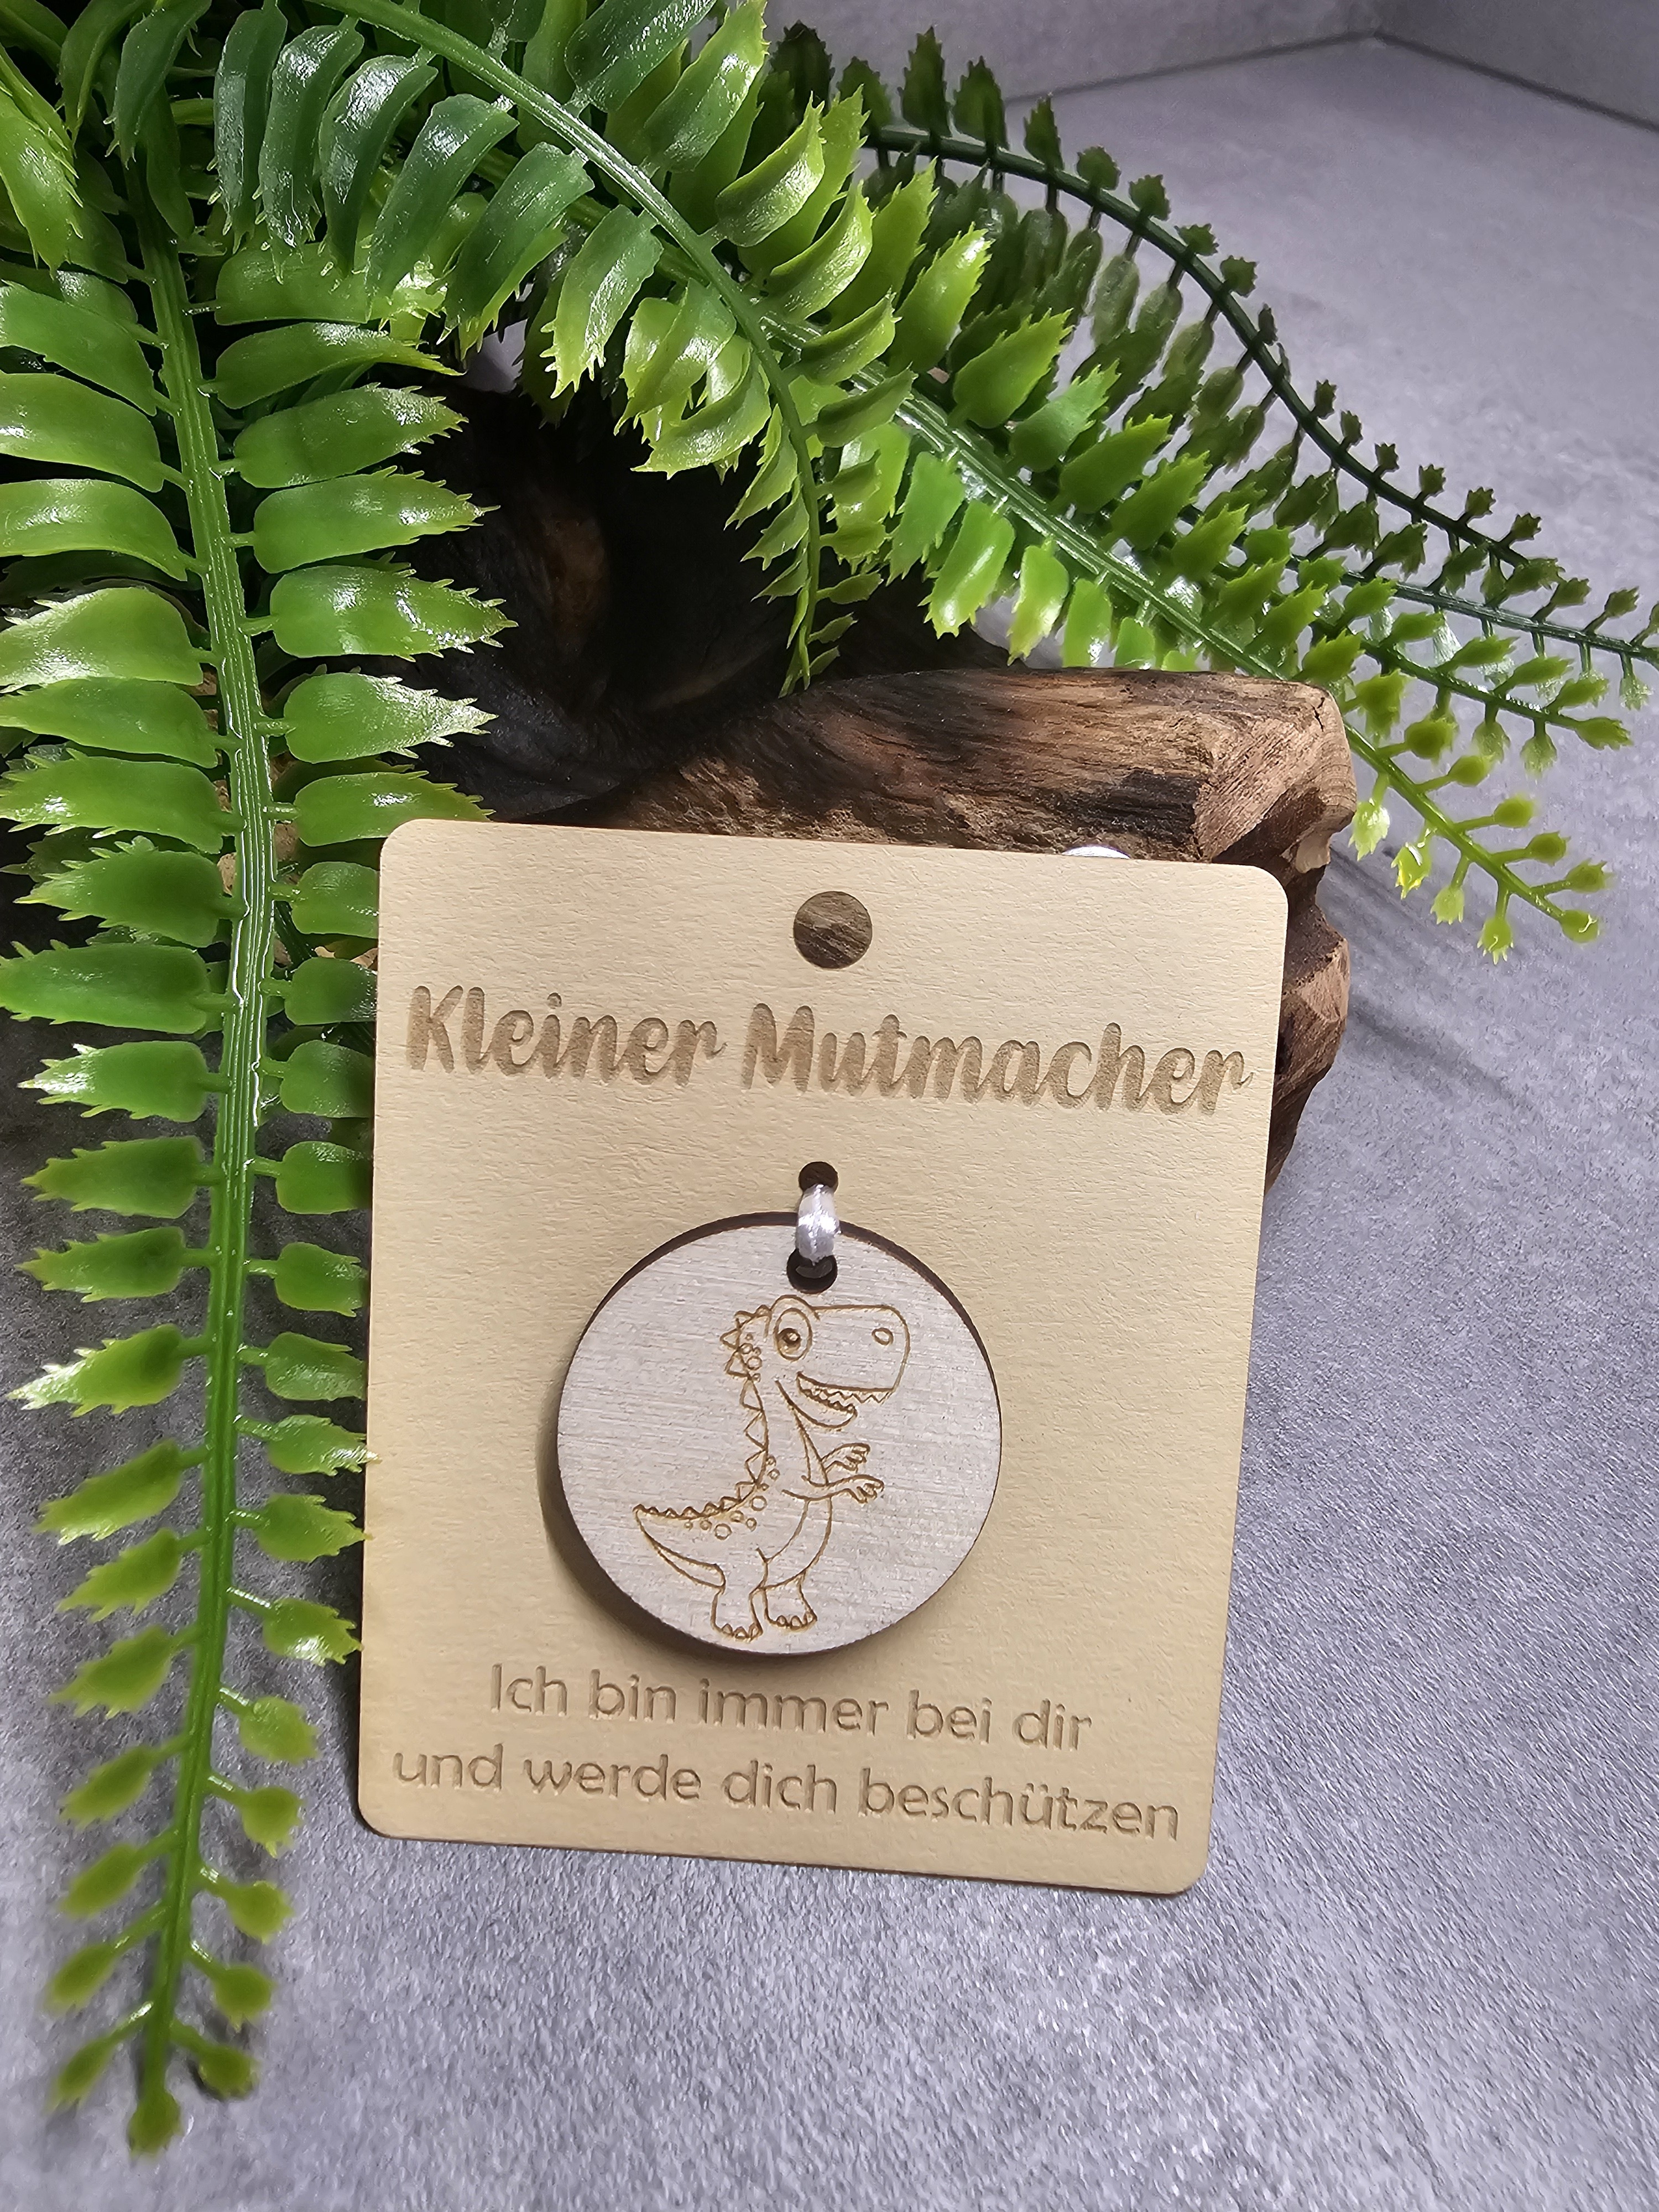 Kleiner Mutmacher
Ich bin immer bei dir
und werde dich beschützen